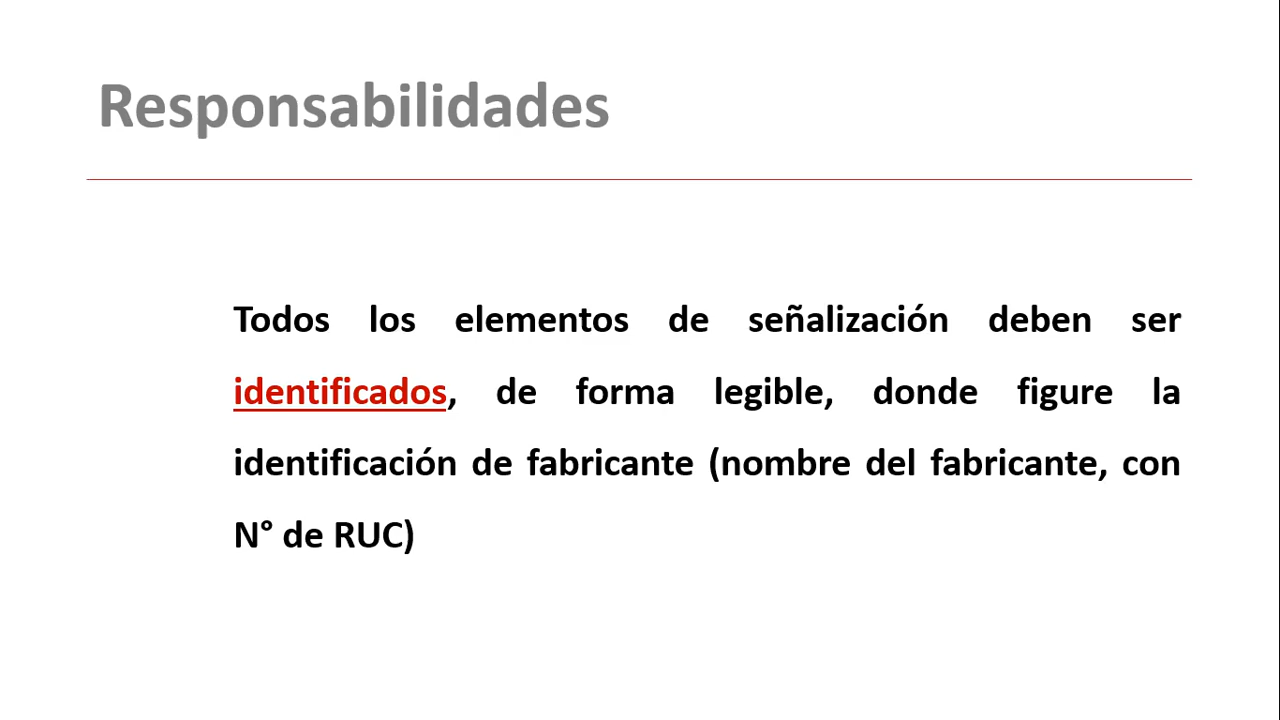 Responsabilidades
Todos los elementos de señalización deben ser
identificados, de forma legible, donde figure la
identificación de fabricante (nombre del fabricante, con
N° de RUC)